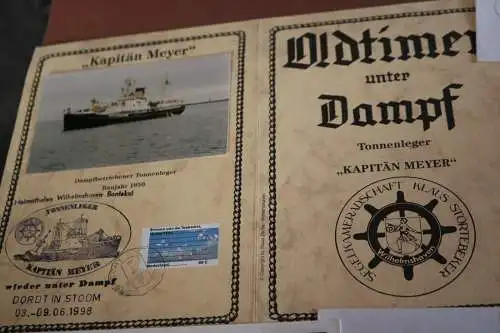 „Kapitän Meyer"
Dampfbetriebener Tonnenleger
Baujahr 1950
Heimathafen Wilhelmshaven Bontekai
TONNENLEGER
KAPITÄN MEYER
wieder unter Dampf
DORDT IN STOOM
03.-09.06.1998
Oldtimer
unter
Dampf
Tonnenleger
„KAPITÄN MEYER"
SEGELKAMERADSCHAFT KLAUS STÖRTEBEKER
Wilhelmshaven